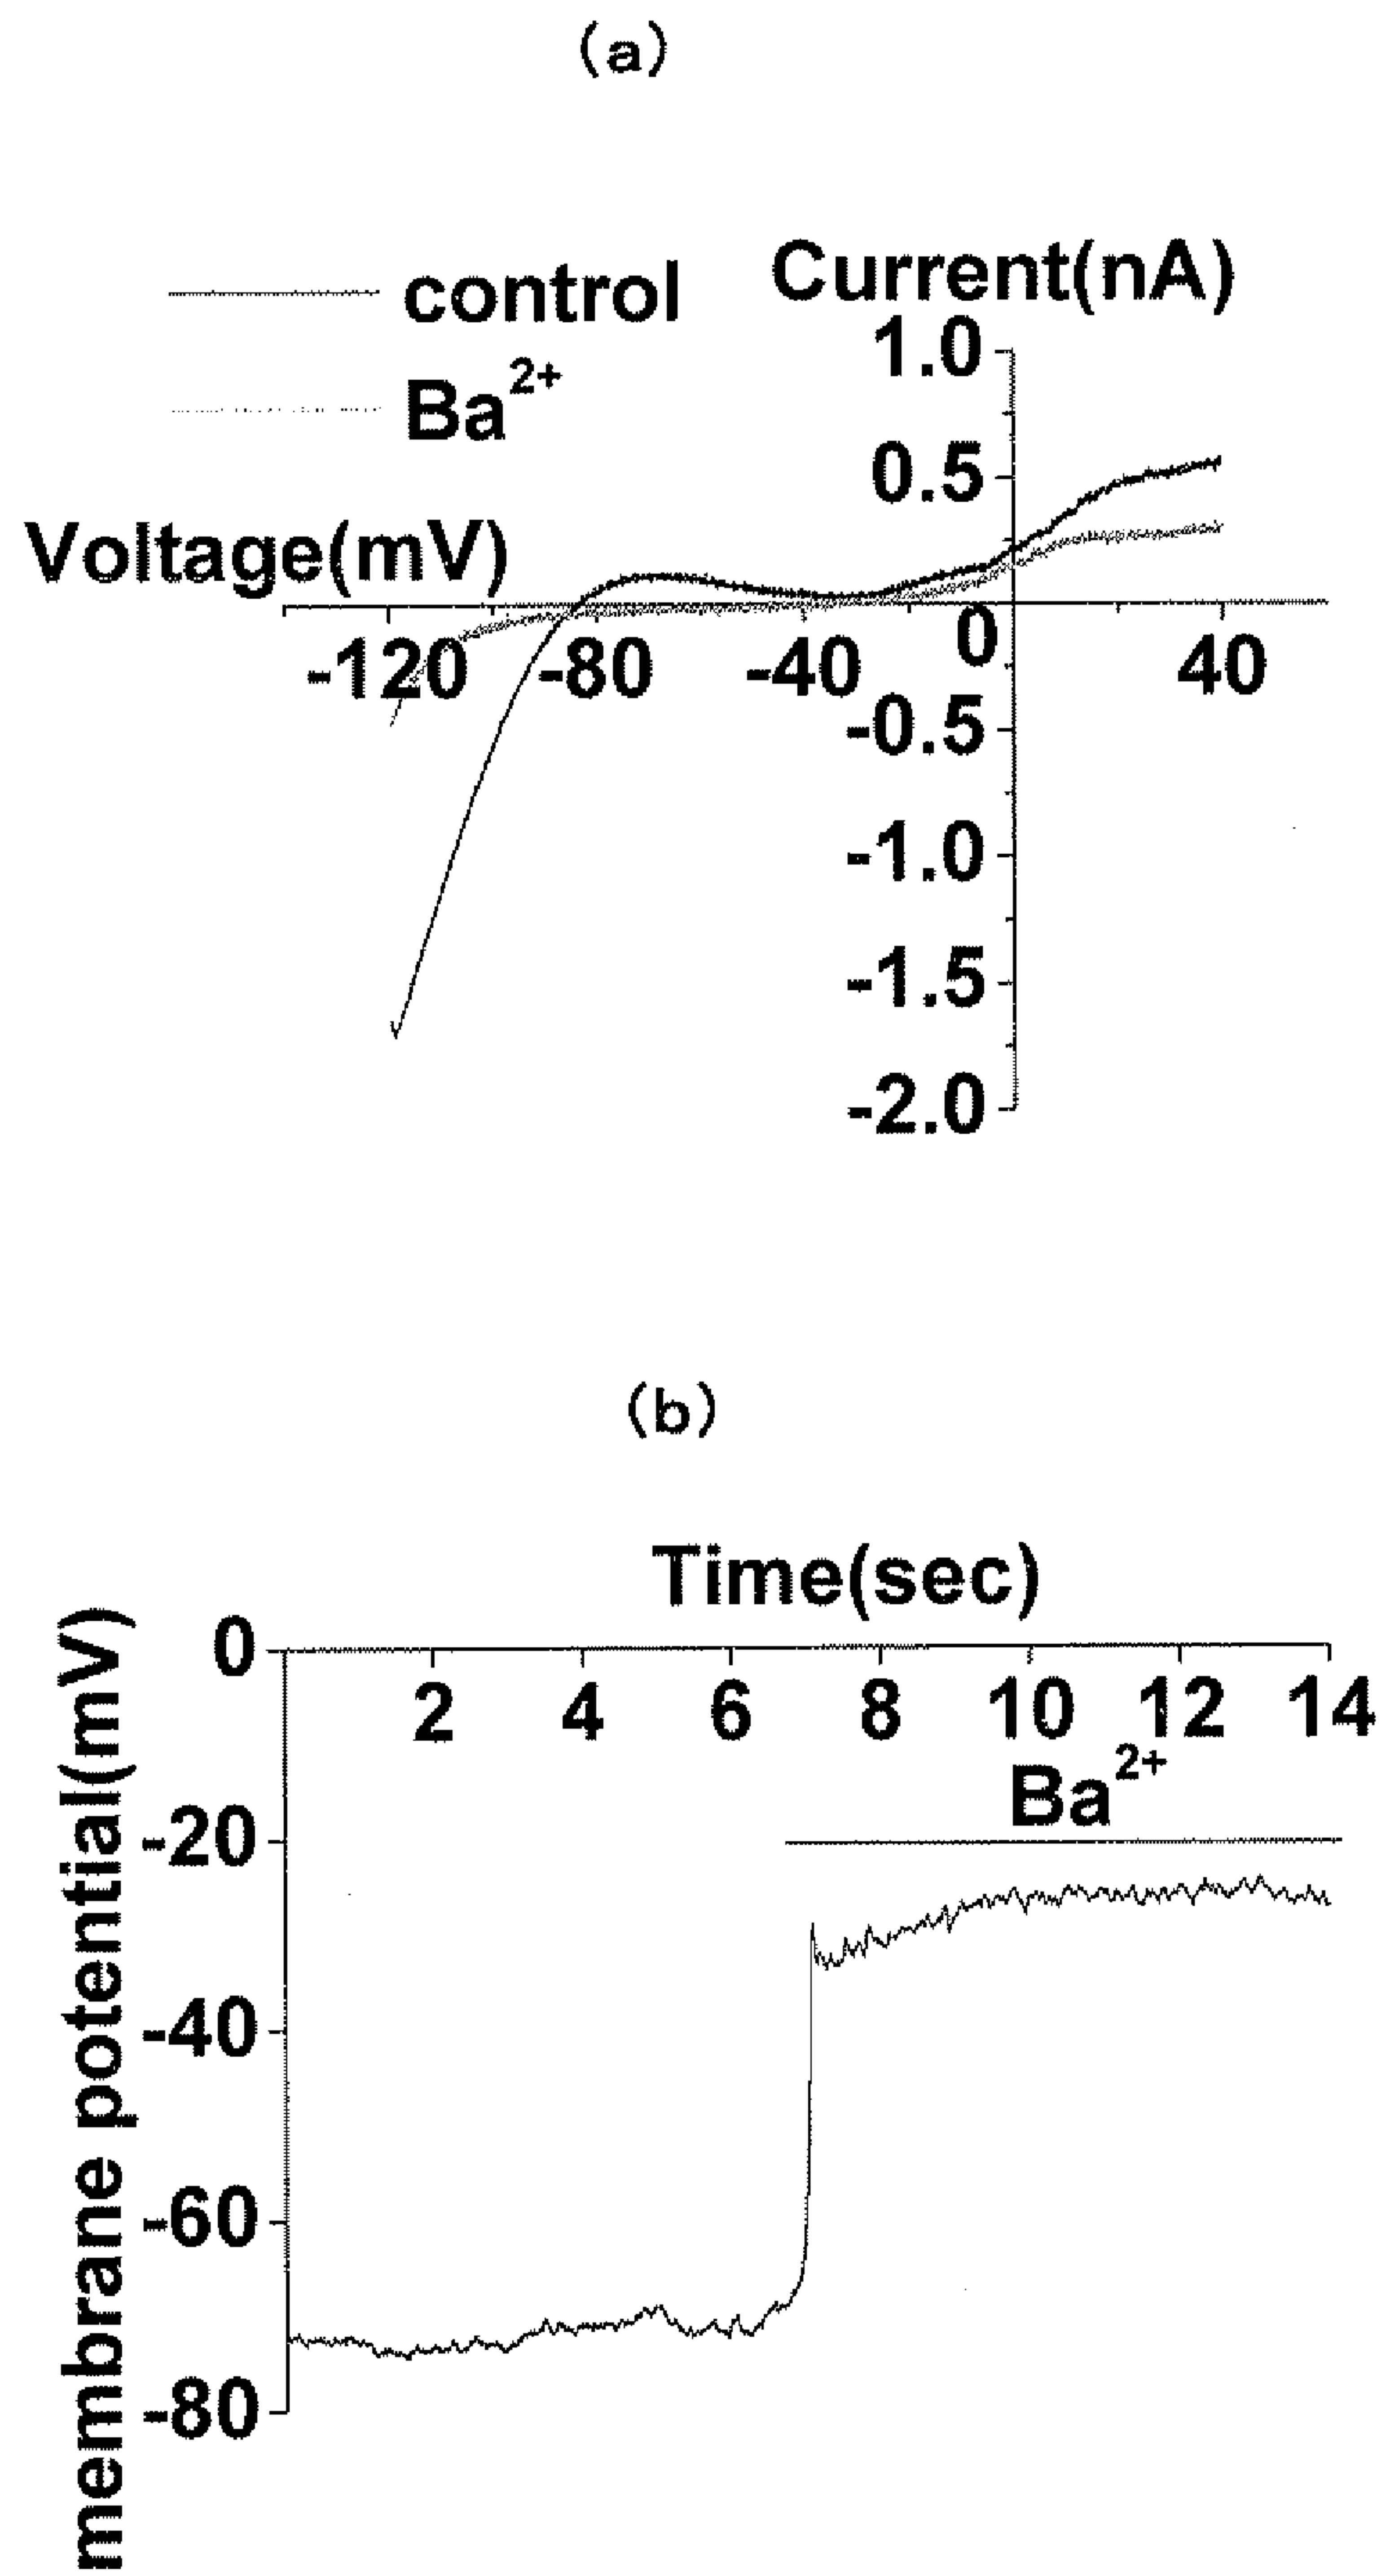 (a)
control
Current(nA)
1.0
Ba2+
0.5
Voltage(mV)
-120
-80
-40
0
40
-0.5
-1.0
-1.5
-2.0
(b)
Time(sec)
membrane potential(mV)
0
2
4
6
8
10
12
14
Ba2+
-20
-40
-60
-80